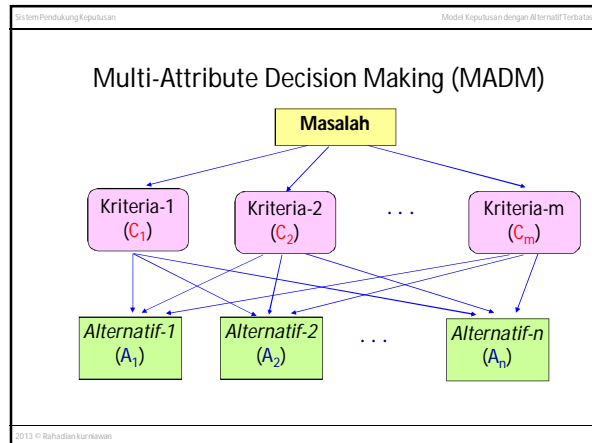 Sistem Pendukung Keputusan
Model Keputusan dengan Alternatif Terbatas
Multi-Attribute Decision Making (MADM)
Masalah
Kriteria-1
(C₁)
Kriteria-2
(C₂)
. . .
Kriteria-m
(Cₘ)
Alternatif-1
(A₁)
Alternatif-2
(A₂)
. . .
Alternatif-n
(Aₙ)
2013 © Rahadian kurniawan